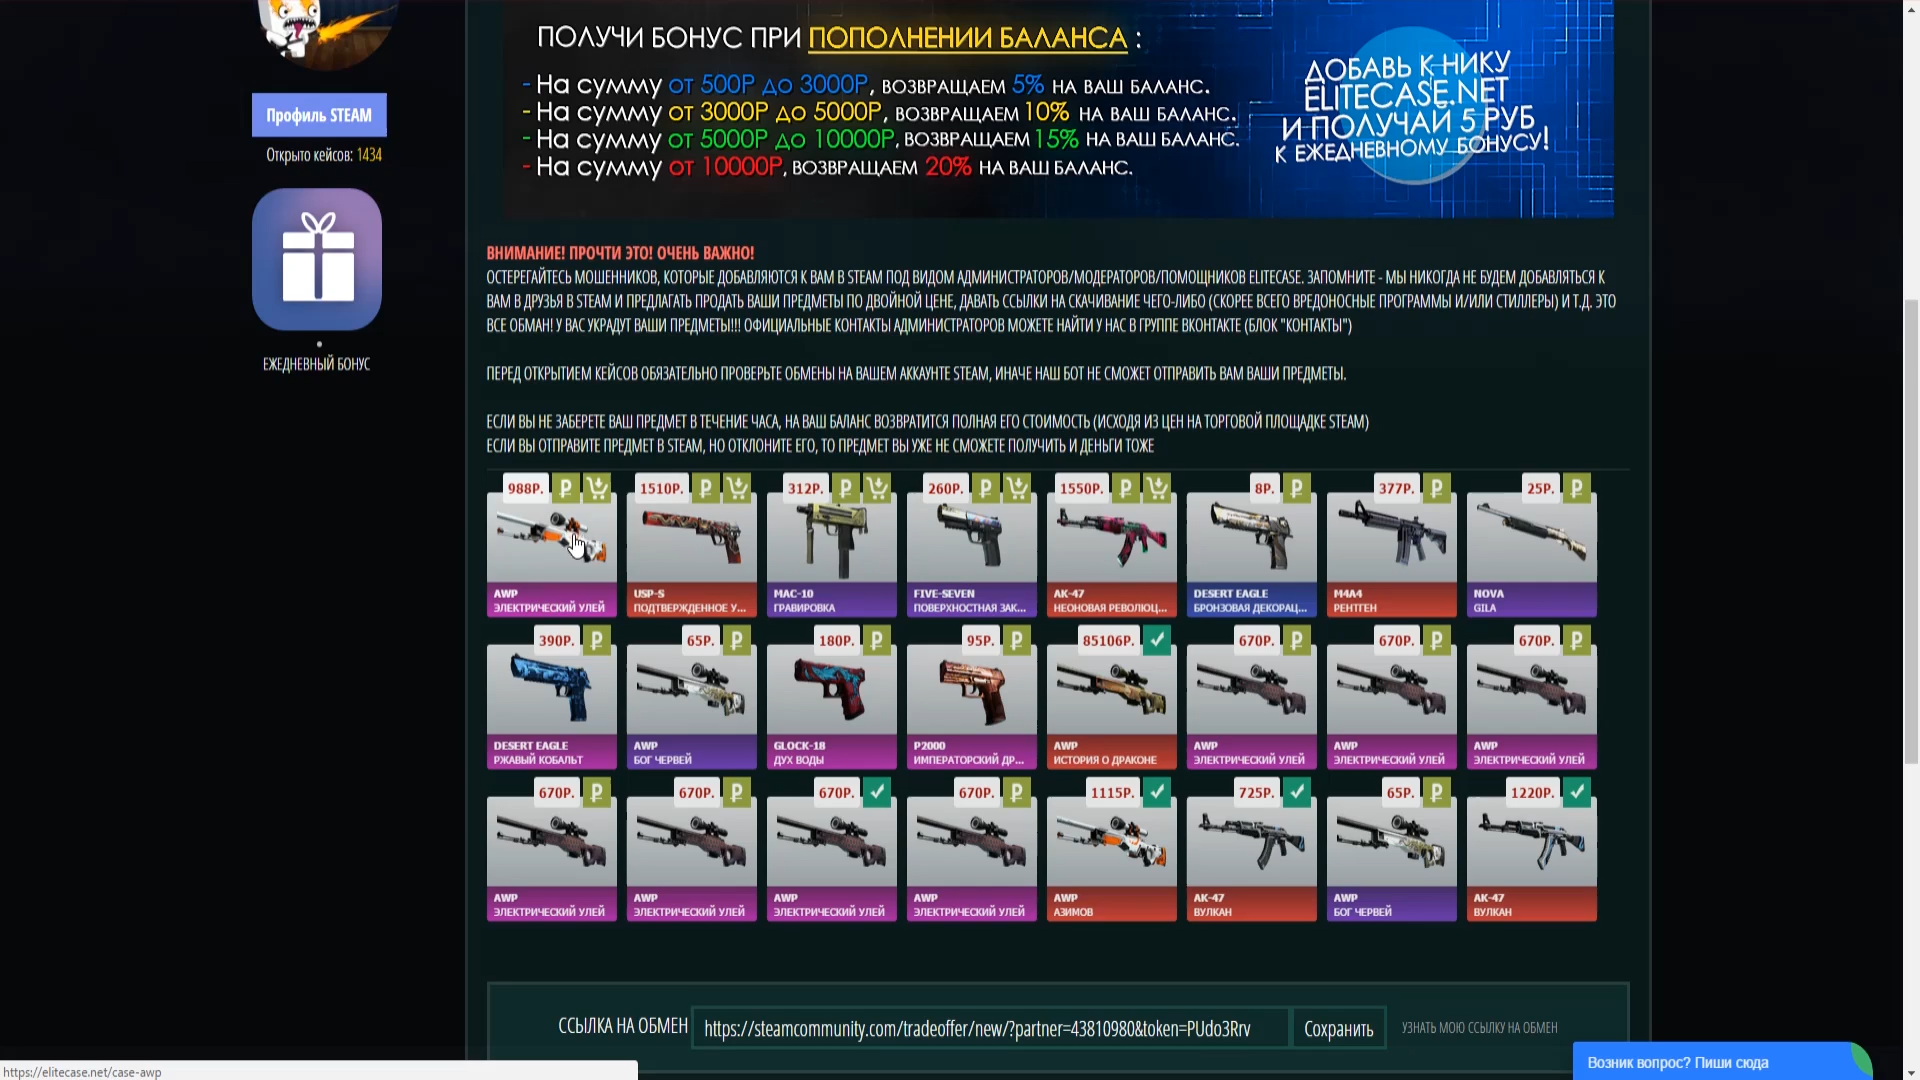 ПОЛУЧИ БОНУС ПРИ ПОПОЛНЕНИИ БАЛАНСА :
- На сумму от 500Р до 3000Р, ВОЗВРАЩАЕМ 5% НА ВАШ БАЛАНС.
- На сумму от 3000Р до 5000Р, ВОЗВРАЩАЕМ 10% НА ВАШ БАЛАНС.
- На сумму от 5000Р до 10000Р, ВОЗВРАЩАЕМ 15% НА ВАШ БАЛАНС.
- На сумму от 10000Р, ВОЗВРАЩАЕМ 20% НА ВАШ БАЛАНС.
ДОБАВЬ К НИКУ
ELITECASE.NET
И ПОЛУЧАЙ 5 РУБ
К ЕЖЕДНЕВНОМУ БОНУСУ!
Профиль STEAM
Открыто кейсов: 1434
ЕЖЕДНЕВНЫЙ БОНУС
ВНИМАНИЕ! ПРОЧТИ ЭТО! ОЧЕНЬ ВАЖНО!
ОСТЕРЕГАЙТЕСЬ МОШЕННИКОВ, КОТОРЫЕ ДОБАВЛЯЮТСЯ К ВАМ В STEAM ПОД ВИДОМ АДМИНИСТРАТОРОВ/МОДЕРАТОРОВ/ПОМОЩНИКОВ ELITECASE. ЗАПОМНИТЕ - МЫ НИКОГДА НЕ БУДЕМ ДОБАВЛЯТЬСЯ К
ВАМ В ДРУЗЬЯ В STEAM И ПРЕДЛАГАТЬ ПРОДАТЬ ВАШИ ПРЕДМЕТЫ ПО ДВОЙНОЙ ЦЕНЕ, ДАВАТЬ ССЫЛКИ НА СКАЧИВАНИЕ ЧЕГО-ЛИБО (СКОРЕЕ ВСЕГО ВРЕДОНОСНЫЕ ПРОГРАММЫ И/ИЛИ СТИЛЛЕРЫ) И Т.Д. ЭТО
ВСЕ ОБМАН! У ВАС УКРАДУТ ВАШИ ПРЕДМЕТЫ!!! ОФИЦИАЛЬНЫЕ КОНТАКТЫ АДМИНИСТРАТОРОВ МОЖЕТЕ НАЙТИ У НАС В ГРУППЕ ВКОНТАКТЕ (БЛОК "КОНТАКТЫ")
ПЕРЕД ОТКРЫТИЕМ КЕЙСОВ ОБЯЗАТЕЛЬНО ПРОВЕРЬТЕ ОБМЕНЫ НА ВАШЕМ АККАУНТЕ STEAM, ИНАЧЕ НАШ БОТ НЕ СМОЖЕТ ОТПРАВИТЬ ВАМ ВАШИ ПРЕДМЕТЫ.
ЕСЛИ ВЫ НЕ ЗАБЕРЕТЕ ВАШ ПРЕДМЕТ В ТЕЧЕНИЕ ЧАСА, НА ВАШ БАЛАНС ВОЗВРАТИТСЯ ПОЛНАЯ ЕГО СТОИМОСТЬ (ИСХОДЯ ИЗ ЦЕН НА ТОРГОВОЙ ПЛОЩАДКЕ STEAM)
ЕСЛИ ВЫ ОТПРАВИТЕ ПРЕДМЕТ В STEAM, НО ОТКЛОНИТЕ ЕГО, ТО ПРЕДМЕТ ВЫ УЖЕ НЕ СМОЖЕТЕ ПОЛУЧИТЬ И ДЕНЬГИ ТОЖЕ
988Р. 1510Р. 312Р. 260Р. 1550Р. 8Р. 377Р. 25Р.
AWP USP-S MAC-10 FIVE-SEVEN AK-47 DESERT EAGLE M4A4 NOVA
ЭЛЕКТРИЧЕСКИЙ УЛЕЙ ПОДТВЕРЖДЕННОЕ У... ГРАВИРОВКА ПОВЕРХНОСТНАЯ ЗАК... НЕОНОВАЯ РЕВОЛЮЦ... БРОНЗОВАЯ ДЕКОРАЦ... РЕНТГЕН GILA
390Р. 65Р. 180Р. 95Р. 85106Р. 670Р. 670Р. 670Р.
DESERT EAGLE AWP GLOCK-18 P2000 AWP AWP AWP AWP
РЖАВЫЙ КОБАЛЬТ БОГ ЧЕРВЕЙ ДУХ ВОДЫ ИМПЕРАТОРСКИЙ ДР... ИСТОРИЯ О ДРАКОНЕ ЭЛЕКТРИЧЕСКИЙ УЛЕЙ ЭЛЕКТРИЧЕСКИЙ УЛЕЙ ЭЛЕКТРИЧЕСКИЙ УЛЕЙ
670Р. 670Р. 670Р. 670Р. 1115Р. 725Р. 65Р. 1220Р.
AWP AWP AWP AWP AWP AK-47 AWP AK-47
ЭЛЕКТРИЧЕСКИЙ УЛЕЙ ЭЛЕКТРИЧЕСКИЙ УЛЕЙ ЭЛЕКТРИЧЕСКИЙ УЛЕЙ ЭЛЕКТРИЧЕСКИЙ УЛЕЙ АЗИМОВ ВУЛКАН БОГ ЧЕРВЕЙ ВУЛКАН
ССЫЛКА НА ОБМЕН https://steamcommunity.com/tradeoffer/new/?partner=43810980&token=PUdo3Rrv Сохранить УЗНАТЬ МОЮ ССЫЛКУ НА ОБМЕН
Возник вопрос? Пиши сюда
https://elitecase.net/case-awp